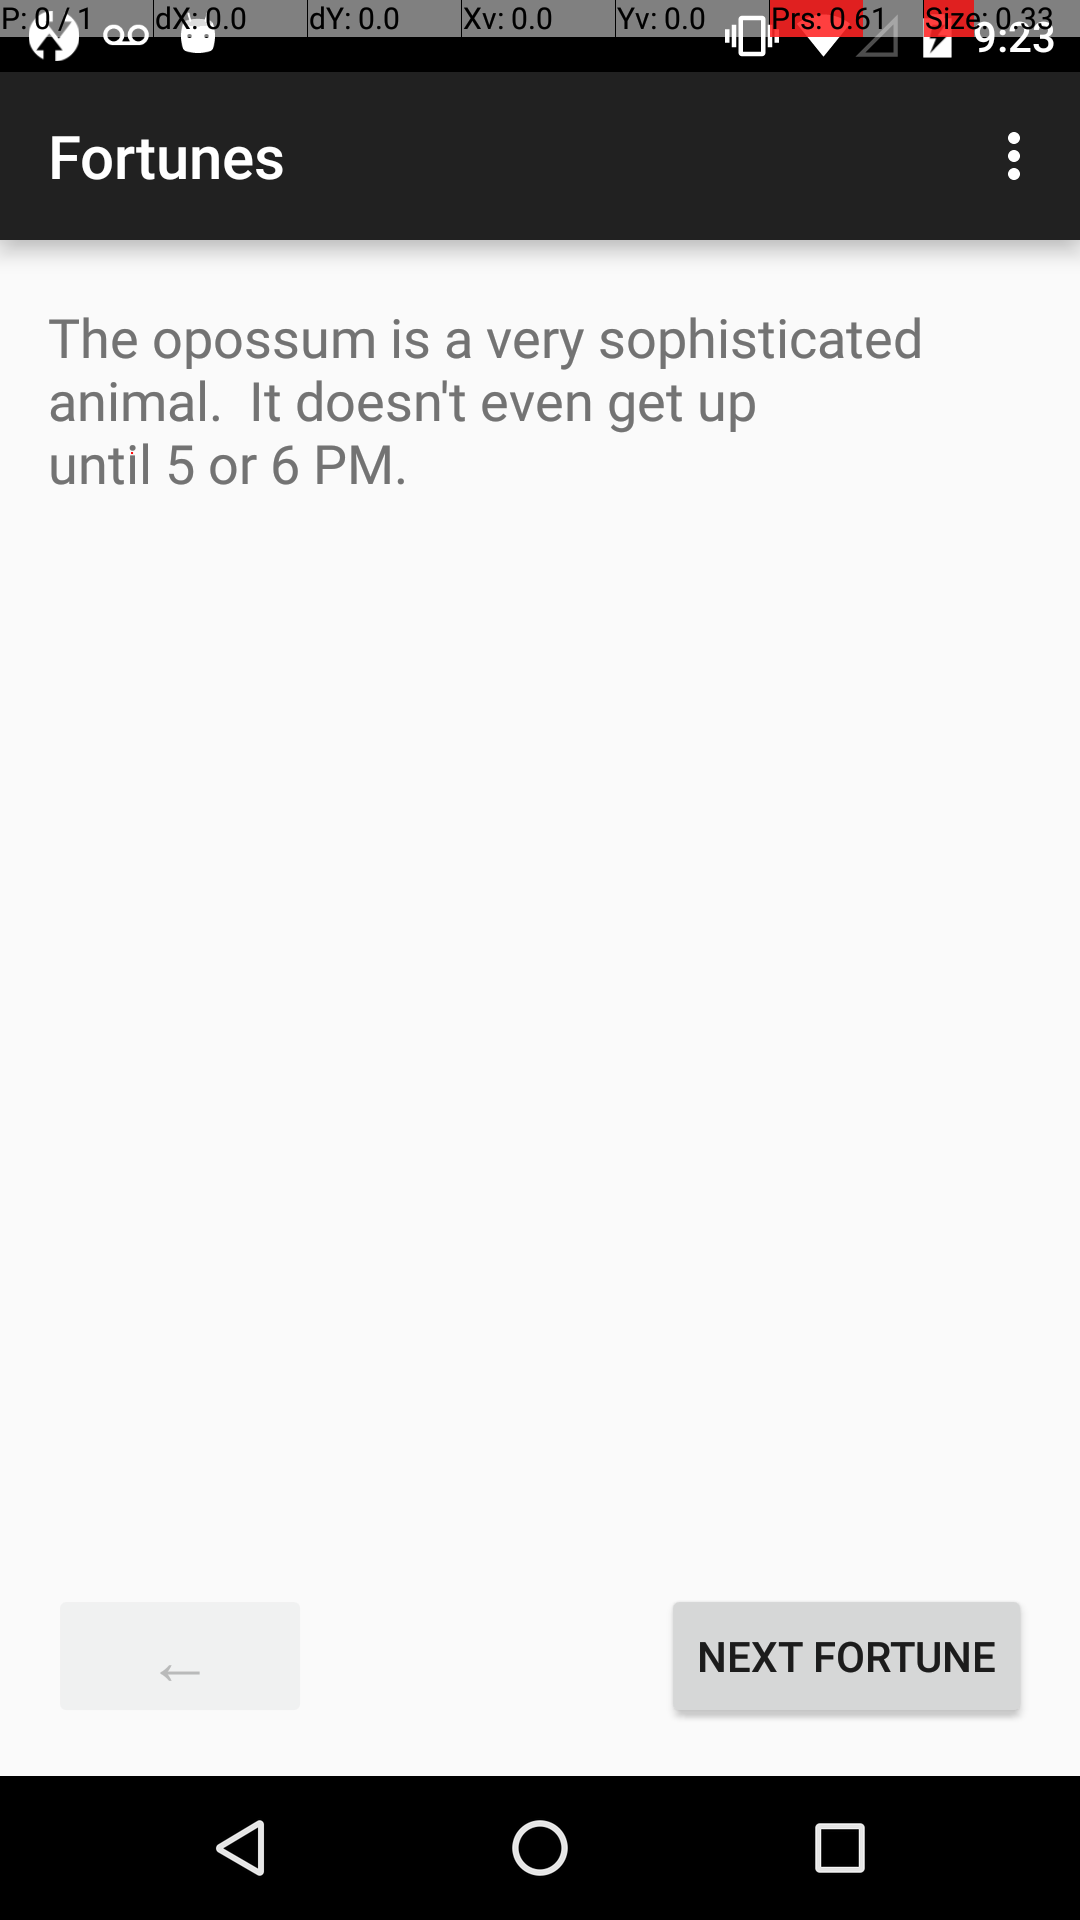 P: 0 / 1 dX: 0.0 dY: 0.0 Xv: 0.0 Yv: 0.0 Prs: 0.61 Size: 0.33
9:23
Fortunes
The opossum is a very sophisticated
animal.  It doesn't even get up
until 5 or 6 PM.
← NEXT FORTUNE